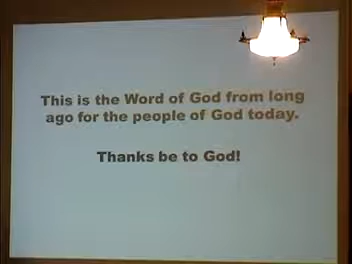 This is the Word of God from long
ago for the people of God today.
Thanks be to God!